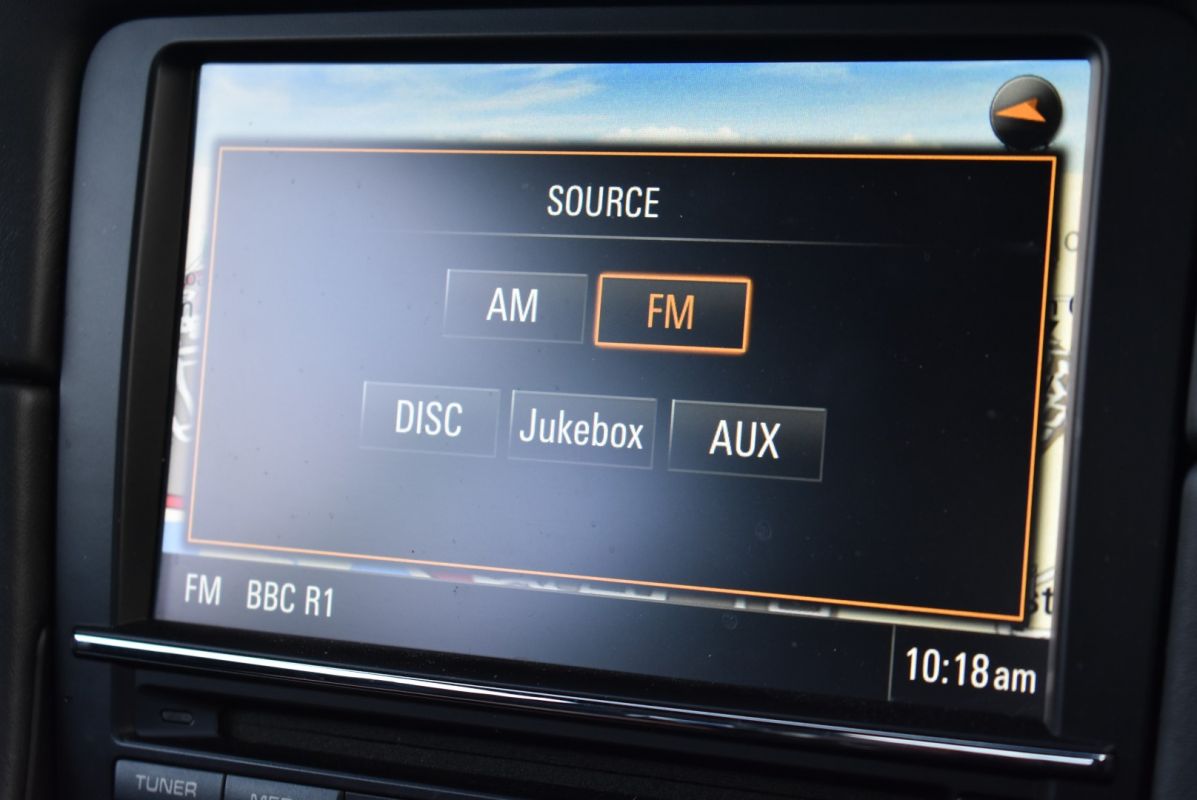 SOURCE
AM FM
DISC Jukebox AUX
FM BBC R1
10:18am
TUNER